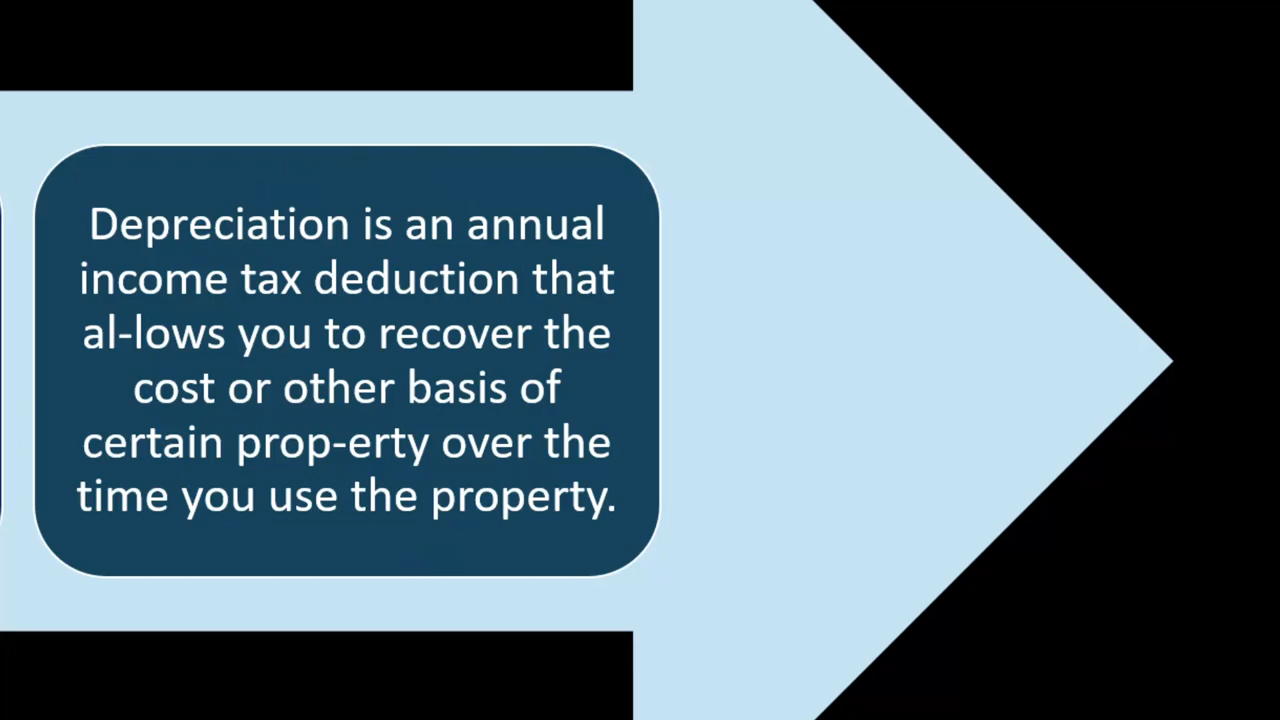 Depreciation is an annual
income tax deduction that
al-lows you to recover the
cost or other basis of
certain prop-erty over the
time you use the property.